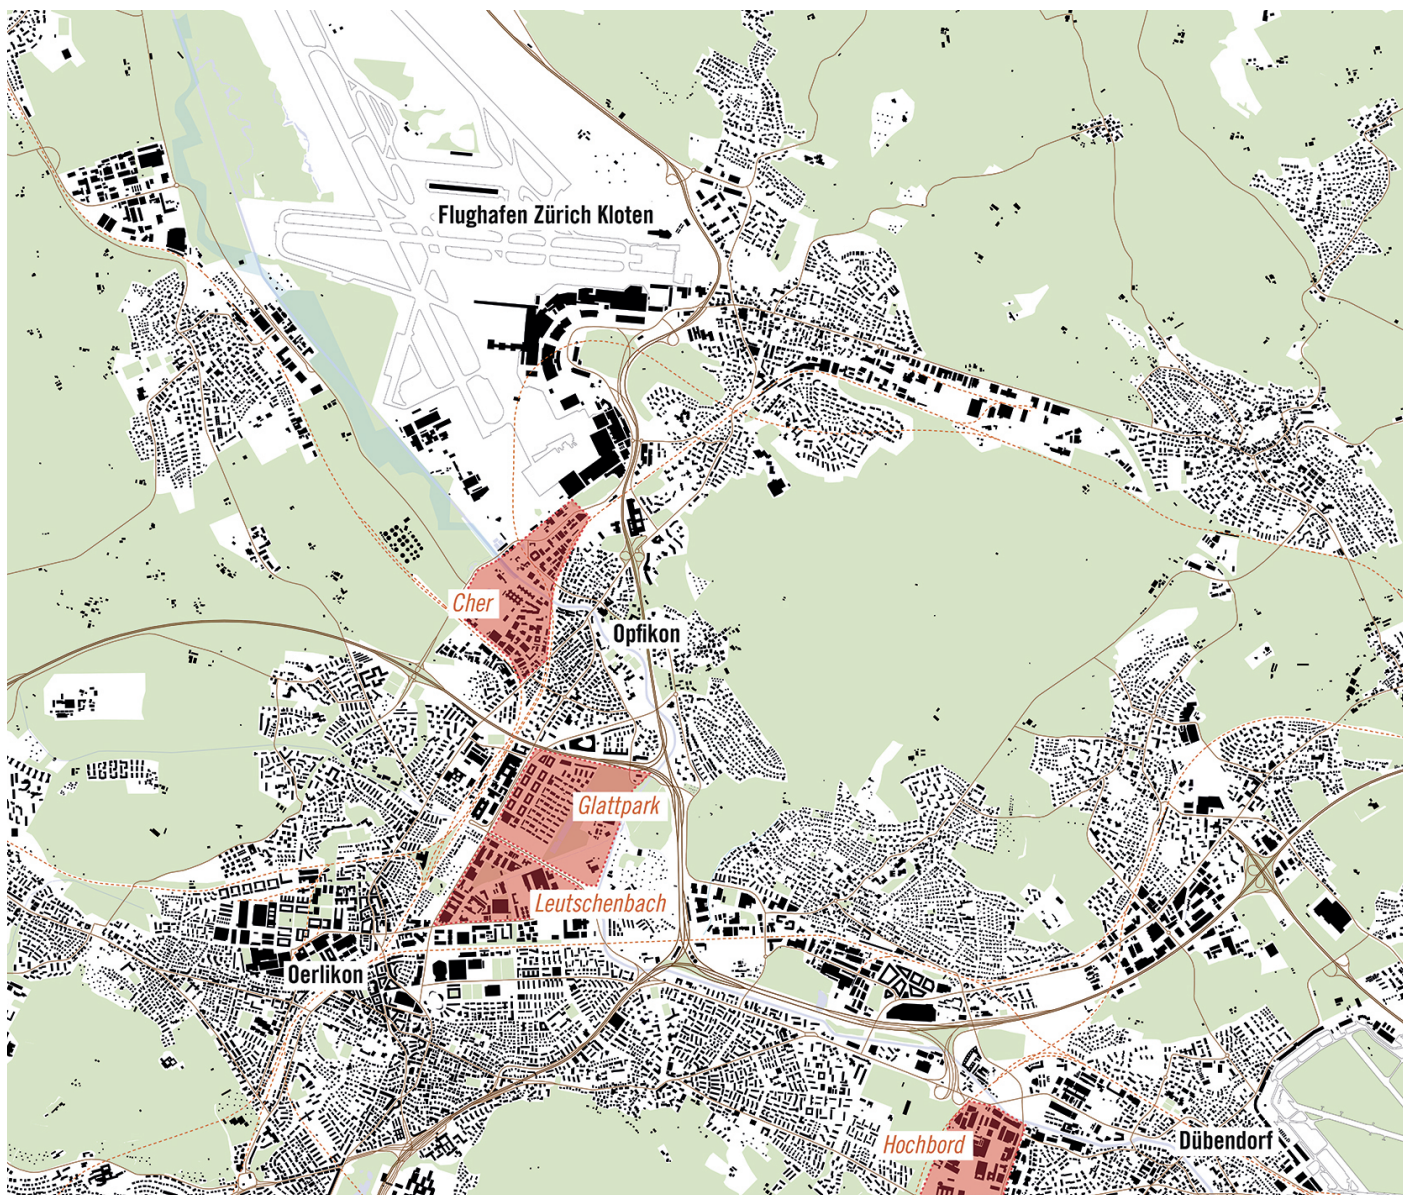 Flughafen Zürich Kloten
Cher
Opfikon
Glattpark
Leutschenbach
Oerlikon
Hochbord
Dübendorf